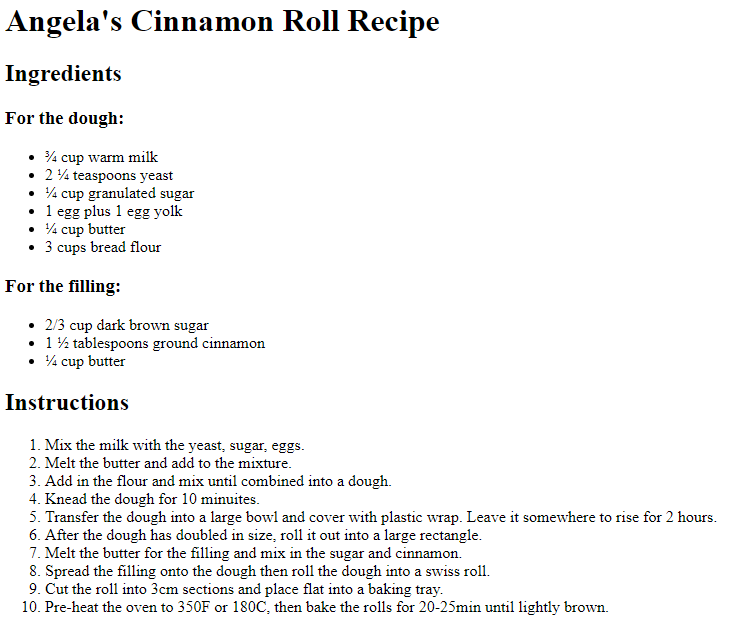 Angela's Cinnamon Roll Recipe
Ingredients
For the dough:
• ¾ cup warm milk
• 2 ¼ teaspoons yeast
• ¼ cup granulated sugar
• 1 egg plus 1 egg yolk
• ¼ cup butter
• 3 cups bread flour
For the filling:
• 2/3 cup dark brown sugar
• 1 ½ tablespoons ground cinnamon
• ¼ cup butter
Instructions
1. Mix the milk with the yeast, sugar, eggs.
2. Melt the butter and add to the mixture.
3. Add in the flour and mix until combined into a dough.
4. Knead the dough for 10 minuites.
5. Transfer the dough into a large bowl and cover with plastic wrap. Leave it somewhere to rise for 2 hours.
6. After the dough has doubled in size, roll it out into a large rectangle.
7. Melt the butter for the filling and mix in the sugar and cinnamon.
8. Spread the filling onto the dough then roll the dough into a swiss roll.
9. Cut the roll into 3cm sections and place flat into a baking tray.
10. Pre-heat the oven to 350F or 180C, then bake the rolls for 20-25min until lightly brown.